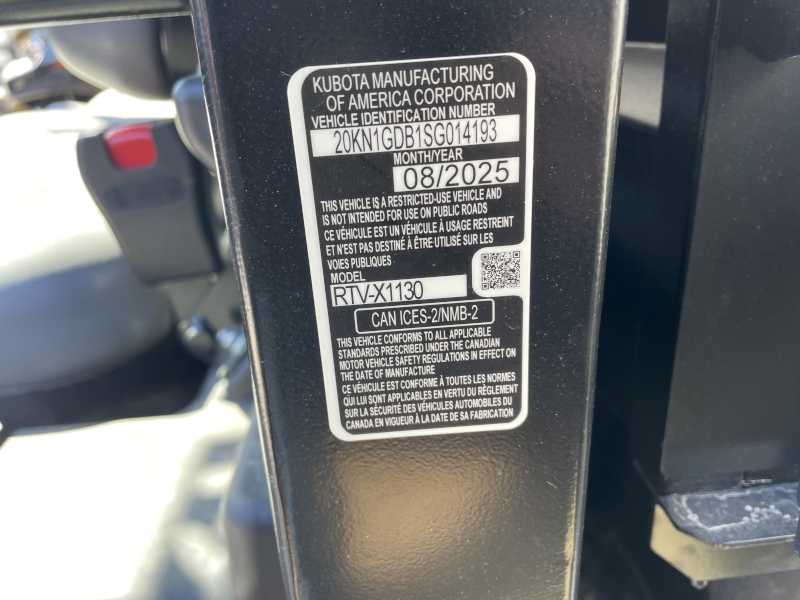 KUBOTA MANUFACTURING
OF AMERICA CORPORATION
VEHICLE IDENTIFICATION NUMBER
20KN1GDB1SG014193
MONTH/YEAR
08/2025
THIS VEHICLE IS A RESTRICTED-USE VEHICLE AND
IS NOT INTENDED FOR USE ON PUBLIC ROADS
CE VÉHICULE EST UN VÉHICULE À USAGE RESTREINT
ET N'EST PAS DESTINÉ À ÊTRE UTILISÉ SUR LES
VOIES PUBLIQUES
MODEL
RTV-X1130
CAN ICES-2/NMB-2
THIS VEHICLE CONFORMS TO ALL APPLICABLE
STANDARDS PRESCRIBED UNDER THE CANADIAN
MOTOR VEHICLE SAFETY REGULATIONS IN EFFECT ON
THE DATE OF MANUFACTURE
CE VÉHICULE EST CONFORME À TOUTES LES NORMES
QUI LUI SONT APPLICABLES EN VERTU DU RÈGLEMENT
SUR LA SÉCURITÉ DES VÉHICULES AUTOMOBILES DU
CANADA EN VIGUEUR À LA DATE DE SA FABRICATION